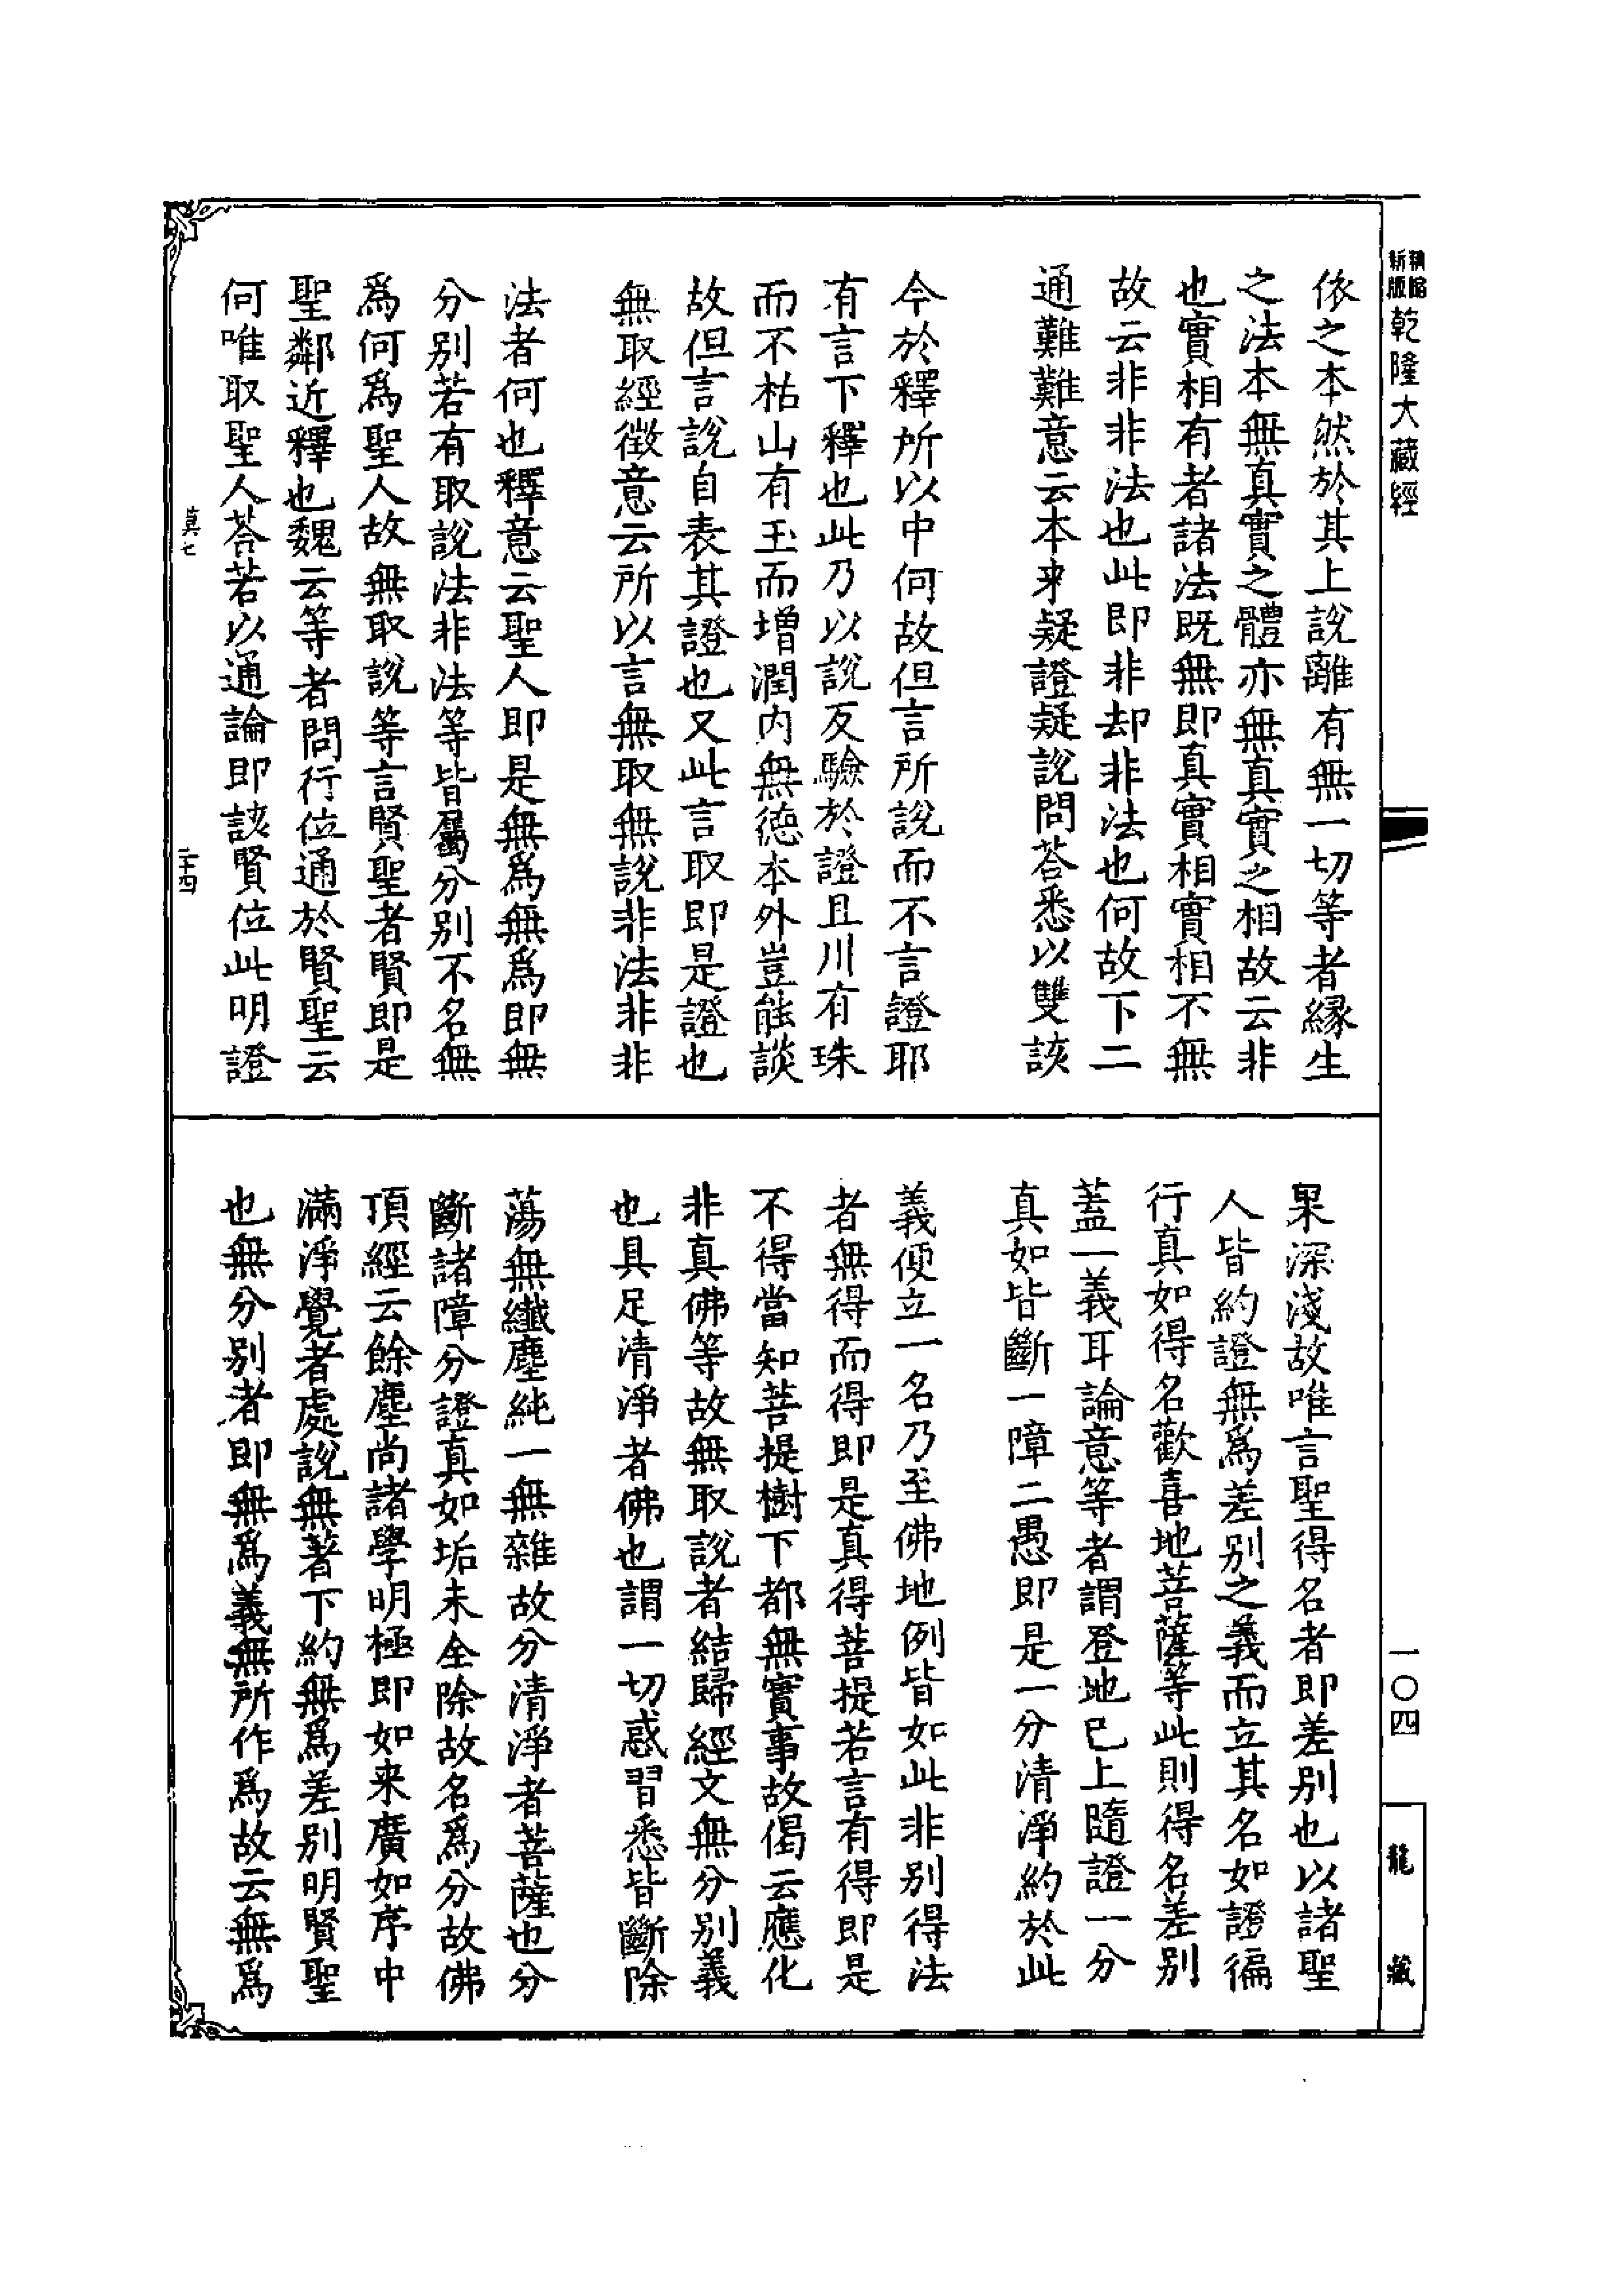 新版精縮
乾隆大藏經
依之本然於其上說離有無一切等者緣生
之法本無真實之體亦無真實之相故云非
也實相有者諸法既無即真實相實相不無
故云非非法也此即非却非法也何故下二
通難難意云本來疑證疑說問荅悉以雙該
今於釋所以中何故但言所說而不言證耶
有言下釋也此乃以說反驗於證且川有珠
而不枯山有玉而增潤内無德本外豈能談
故但言說自表其證也又此言取即是證也
無取經徵意云所以言無取無說非法非非
法者何也釋意云聖人即是無爲無爲即無
分別若有取說法非法等皆屬分別不名無
爲何爲聖人故無取說等言賢聖者賢即是
聖鄰近釋也魏云等者問行位通於賢聖云
何唯取聖人荅若以通論即該賢位此明證
二十四
果深淺故唯言聖得名者即差別也以諸聖
人皆約證無爲差別之義而立其名如證徧
行真如得名歡喜地菩薩等此則得名差別
蓋一義耳論意等者謂登地已上隨證一分
真如皆斷一障二愚即是一分清淨約於此
義便立一名乃至佛地例皆如此非別得法
者無得而得即是真得菩提若言有得即是
不得當知菩提樹下都無實事故偈云應化
非真佛等故無取說者結歸經文無分別義
也具足清淨者佛也謂一切惑習悉皆斷除
蕩無纖塵純一無雜故分清淨者菩薩也分
斷諸障分證真如垢未全除故名爲分故佛
頂經云餘塵尚諸學明極即如來廣如序中
滿淨覺者處說無著下約無爲差別明賢聖
也無分別者即無爲義無所作爲故云無爲
一〇四
龍藏